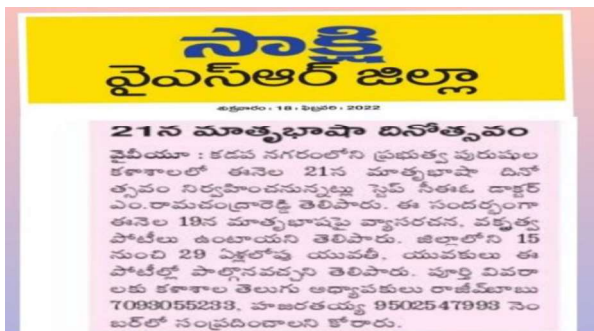 సాక్షి
వైఎస్ఆర్ జిల్లా
శుక్రవారం : 18 : ఫిబ్రవరి : 2022
21న మాతృభాషా దినోత్సవం
వైవీయూ : కడప నగరంలోని ప్రభుత్వ పురుషుల
కళాశాలలో ఈనెల 21న మాతృభాషా దినో
త్సవం నిర్వహించనున్నట్లు స్టెప్ సీఈఓ డాక్టర్
ఎం.రామచంద్రారెడ్డి తెలిపారు. ఈ సందర్భంగా
ఈనెల 19న మాతృభాషపై వ్యాసరచన, వక్తృత్వ
పోటీలు ఉంటాయని తెలిపారు. జిల్లాలోని 15
నుంచి 29 ఏళ్లలోపు యువతీ, యువకులు ఈ
పోటీల్లో పాల్గొనవచ్చని తెలిపారు. పూర్తి వివరా
లకు కళాశాల తెలుగు అధ్యాపకులు రాజేష్‌బాబు
7093055233, హజరతయ్య 9502547993 నెం
బర్‌లో సంప్రదించాలని కోరారు.